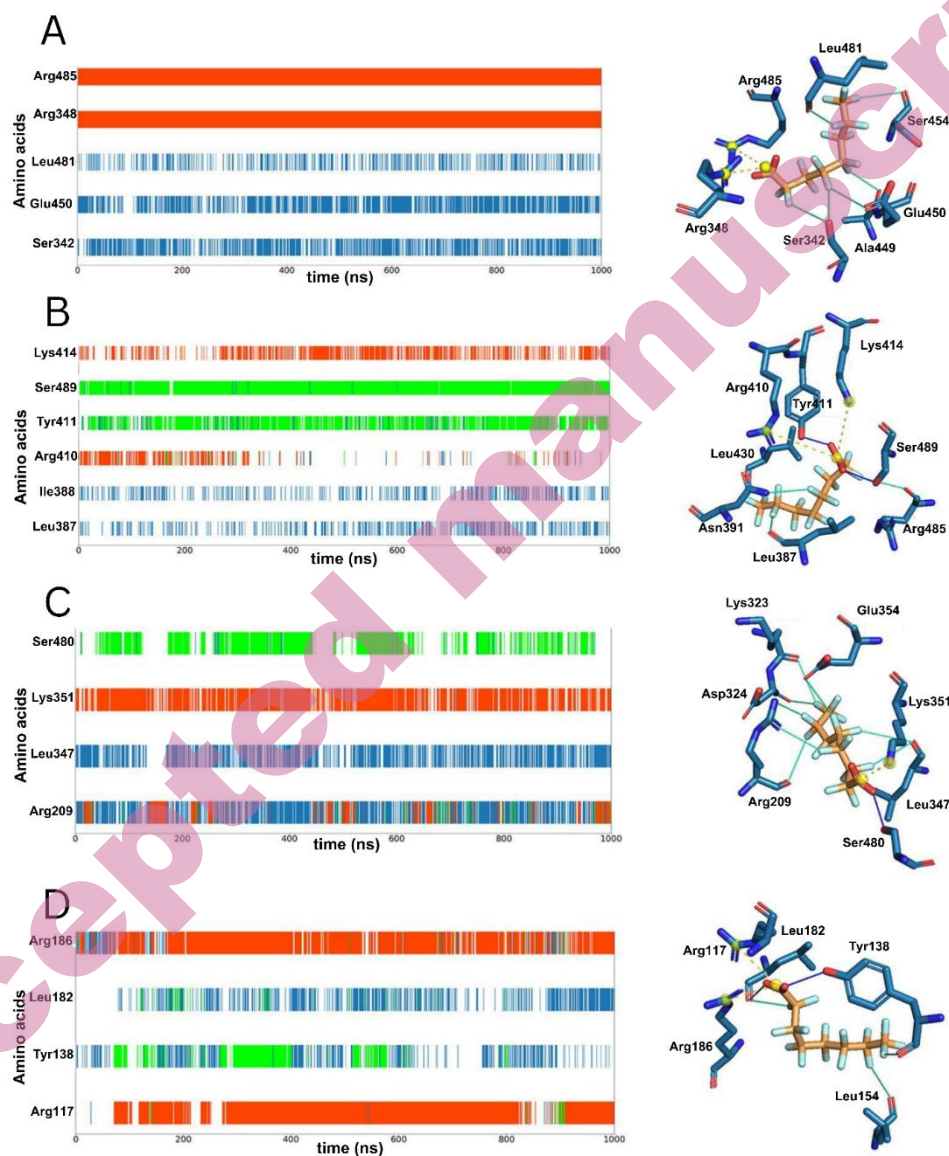 A
Amino acids
Arg485
Arg348
Leu481
Glu450
Ser342
0 200 400 600 800 1000
time (ns)
Leu481
Arg485
Ser454
Arg348
Glu450
Ser342
Ala449
B
Amino acids
Lys414
Ser489
Tyr411
Arg410
Ile388
Leu387
0 200 400 600 800 1000
time (ns)
Lys414
Arg410
Tyr411
Ser489
Leu430
Asn391
Arg485
Leu387
C
Amino acids
Ser480
Lys351
Leu347
Arg209
0 200 400 600 800 1000
time (ns)
Lys323
Glu354
Asp324
Lys351
Arg209
Leu347
Ser480
D
Amino acids
Arg186
Leu182
Tyr138
Arg117
0 200 400 600 800 1000
time (ns)
Leu182
Arg117
Tyr138
Arg186
Leu154
cepted manuscr